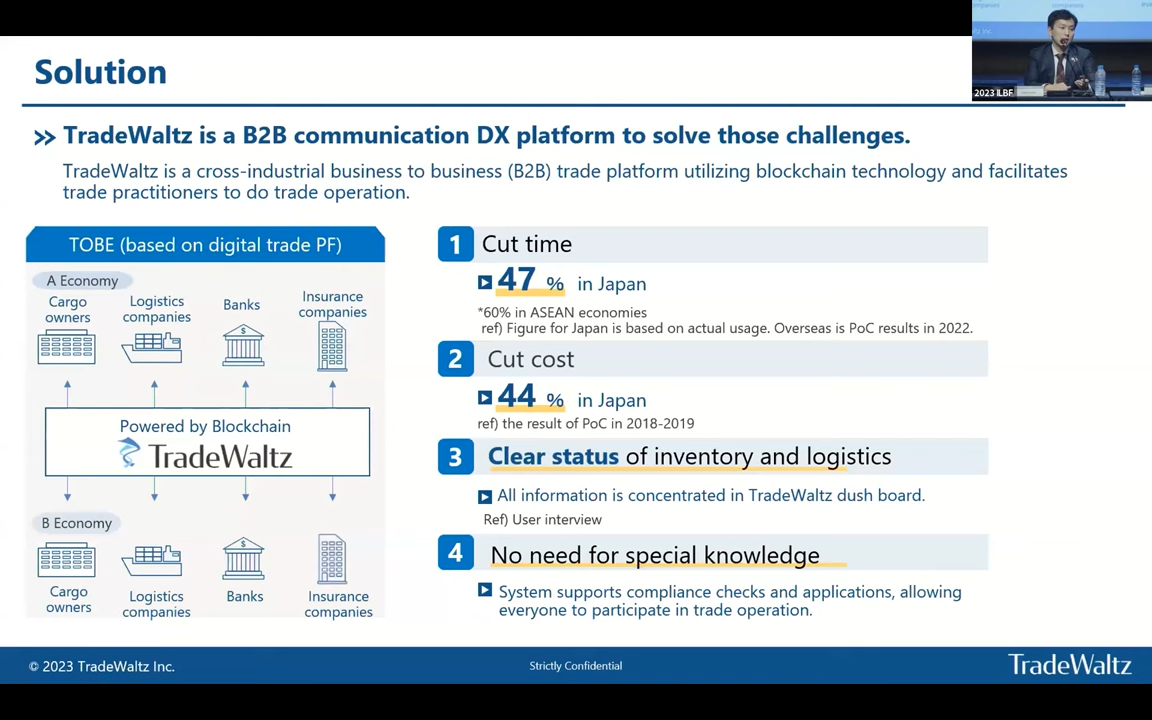 Solution
2023 ILBF
TradeWaltz is a B2B communication DX platform to solve those challenges.
TradeWaltz is a cross-industrial business to business (B2B) trade platform utilizing blockchain technology and facilitates
trade practitioners to do trade operation.
TOBE (based on digital trade PF)
A Economy
Cargo
owners
Logistics
companies
Banks
Insurance
companies
Powered by Blockchain
TradeWaltz
B Economy
Cargo
owners
Logistics
companies
Banks
Insurance
companies
1 Cut time
47 % in Japan
*60% in ASEAN economies
ref) Figure for Japan is based on actual usage. Overseas is PoC results in 2022.
2 Cut cost
44 % in Japan
ref) the result of PoC in 2018-2019
3 Clear status of inventory and logistics
All information is concentrated in TradeWaltz dush board.
Ref) User interview
4 No need for special knowledge
System supports compliance checks and applications, allowing
everyone to participate in trade operation.
© 2023 TradeWaltz Inc.
Strictly Confidential
TradeWaltz